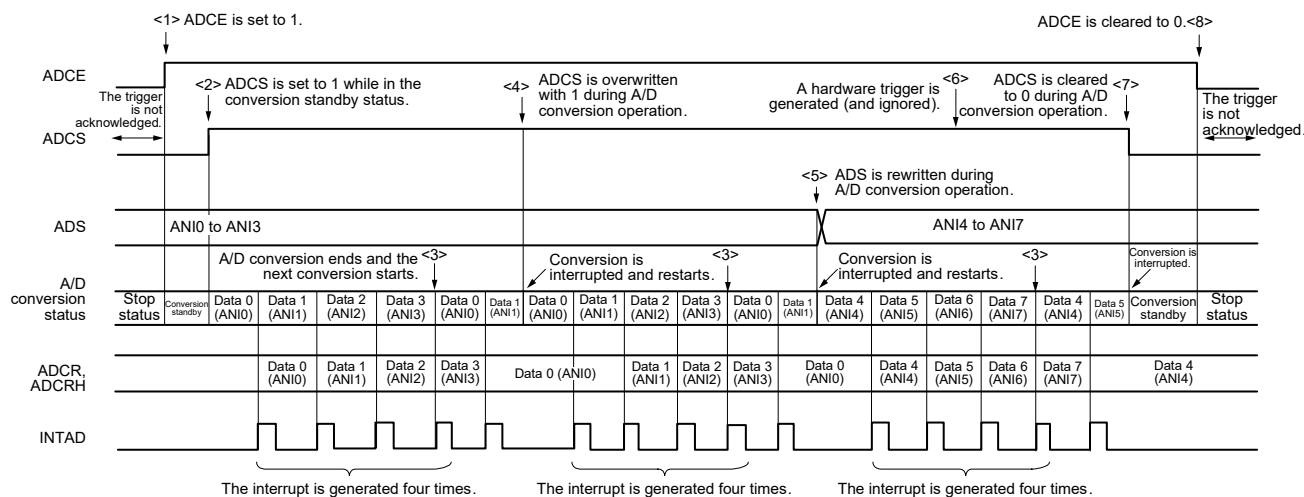 <1> ADCE is set to 1.
ADCE is cleared to 0.<8>
ADCE
The trigger
is not
acknowledged.
<2> ADCS is set to 1 while in the
conversion standby status.
<4> ADCS is overwritten
with 1 during A/D
conversion operation.
A hardware trigger is
generated (and ignored).
<6>
ADCS is cleared
to 0 during A/D
conversion operation.
<7>
The trigger
is not
acknowledged.
ADCS
<5> ADS is rewritten during
A/D conversion operation.
ADS
ANI0 to ANI3
ANI4 to ANI7
A/D conversion ends and the
next conversion starts.
<3>
Conversion is
interrupted and restarts.
<3>
Conversion is
interrupted and restarts.
<3>
Conversion is
interrupted.
A/D
conversion
status
Stop
status
Conversion
standby
Data 0
(ANI0)
Data 1
(ANI1)
Data 2
(ANI2)
Data 3
(ANI3)
Data 0
(ANI0)
Data 1
(ANI1)
Data 0
(ANI0)
Data 1
(ANI1)
Data 2
(ANI2)
Data 3
(ANI3)
Data 0
(ANI0)
Data 1
(ANI1)
Data 4
(ANI4)
Data 5
(ANI5)
Data 6
(ANI6)
Data 7
(ANI7)
Data 4
(ANI4)
Data 5
(ANI5)
Conversion
standby
Stop
status
ADCR,
ADCRH
Data 0
(ANI0)
Data 1
(ANI1)
Data 2
(ANI2)
Data 3
(ANI3)
Data 0 (ANI0)
Data 1
(ANI1)
Data 2
(ANI2)
Data 3
(ANI3)
Data 0
(ANI0)
Data 4
(ANI4)
Data 5
(ANI5)
Data 6
(ANI6)
Data 7
(ANI7)
Data 4
(ANI4)
INTAD
The interrupt is generated four times.
The interrupt is generated four times.
The interrupt is generated four times.